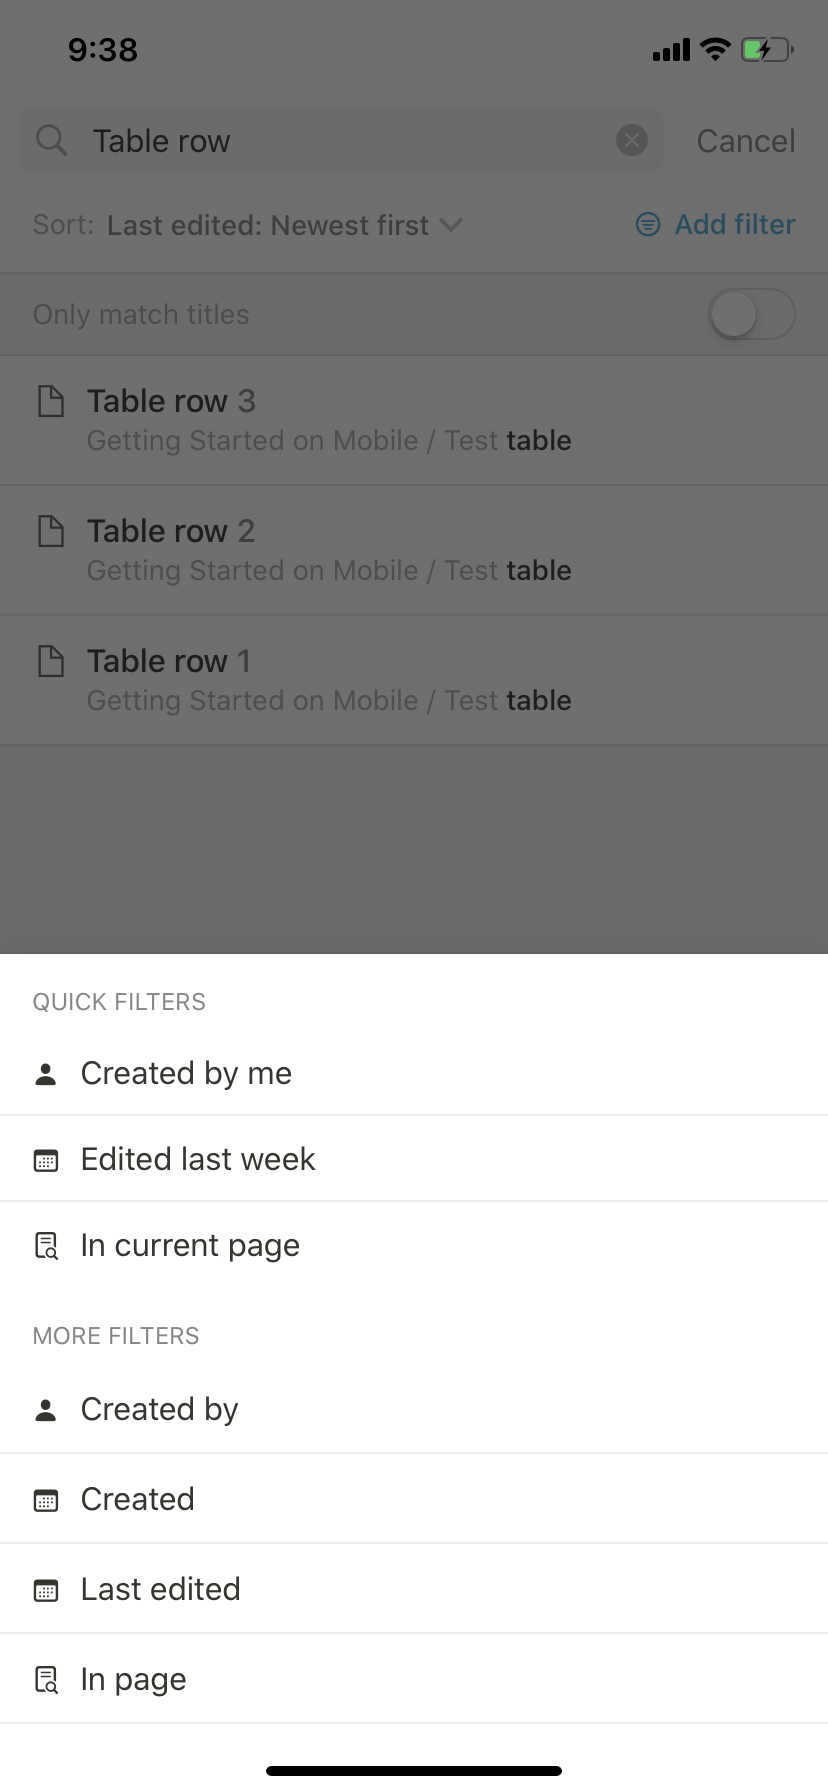 9:38
Table row
Cancel
Sort: Last edited: Newest first
Add filter
Only match titles
Table row 3
Getting Started on Mobile / Test table
Table row 2
Getting Started on Mobile / Test table
Table row 1
Getting Started on Mobile / Test table
QUICK FILTERS
Created by me
Edited last week
In current page
MORE FILTERS
Created by
Created
Last edited
In page